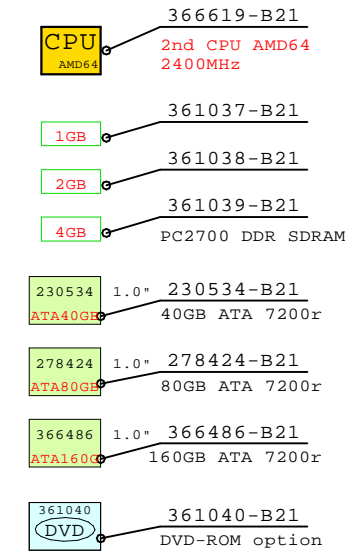 366619-B21
CPU
AMD64
2nd CPU AMD64
2400MHz
361037-B21
1GB
361038-B21
2GB
361039-B21
4GB
PC2700 DDR SDRAM
230534 1.0" 230534-B21
ATA40GB 40GB ATA 7200r
278424 1.0" 278424-B21
ATA80GB 80GB ATA 7200r
366486 1.0" 366486-B21
ATA160G 160GB ATA 7200r
361040 361040-B21
DVD
DVD-ROM option